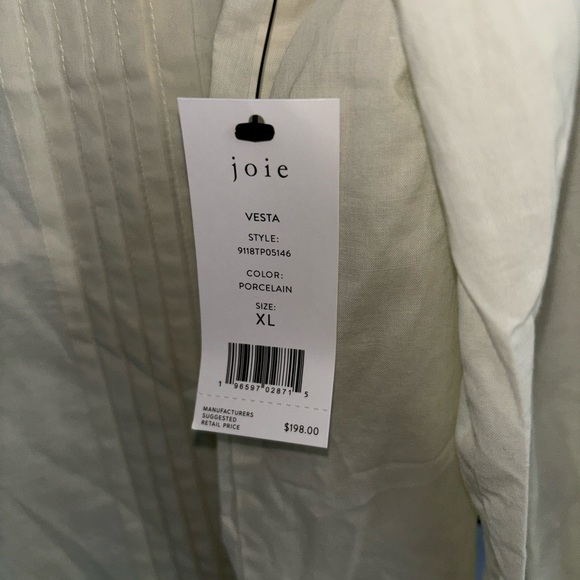 joie
VESTA
STYLE:
9118TP05146
COLOR:
PORCELAIN
SIZE:
XL
1 96597 02871 5
MANUFACTURERS
SUGGESTED
RETAIL PRICE
$198.00